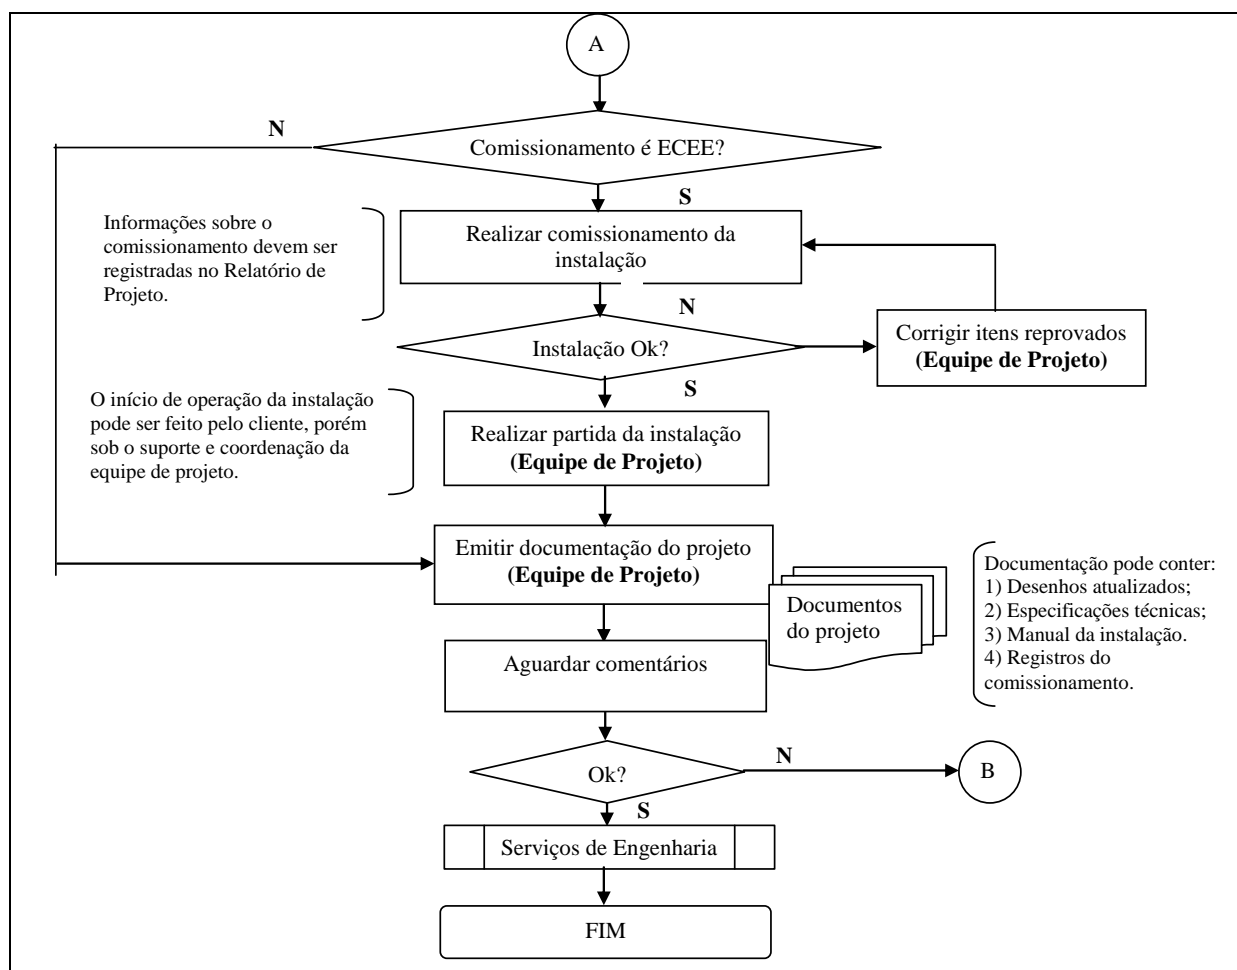 A
N
Comissionamento é ECEE?
S
Informações sobre o
comissionamento devem ser
registradas no Relatório de
Projeto.
Realizar comissionamento da
instalação
N
Instalação Ok?
Corrigir itens reprovados
(Equipe de Projeto)
S
O início de operação da instalação
pode ser feito pelo cliente, porém
sob o suporte e coordenação da
equipe de projeto.
Realizar partida da instalação
(Equipe de Projeto)
Emitir documentação do projeto
(Equipe de Projeto)
Documentos
do projeto
Documentação pode conter:
1) Desenhos atualizados;
2) Especificações técnicas;
3) Manual da instalação.
4) Registros do
comissionamento.
Aguardar comentários
Ok?
N
B
S
Serviços de Engenharia
FIM